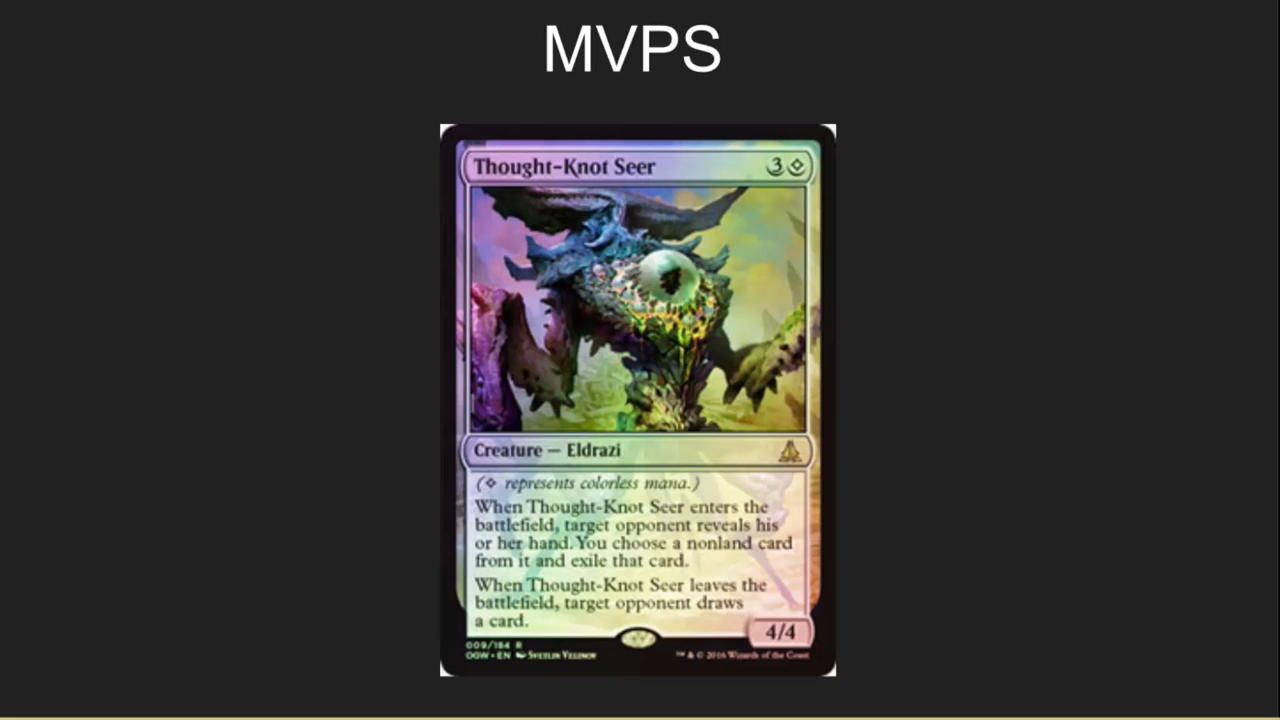 MVPS
Thought-Knot Seer 3
Creature — Eldrazi
( represents colorless mana.)
When Thought-Knot Seer enters the
battlefield, target opponent reveals his
or her hand. You choose a nonland card
from it and exile that card.
When Thought-Knot Seer leaves the
battlefield, target opponent draws
a card.
4/4
009/184 R
OGW • EN Svetlin Velinov ™ & © 2016 Wizards of the Coast